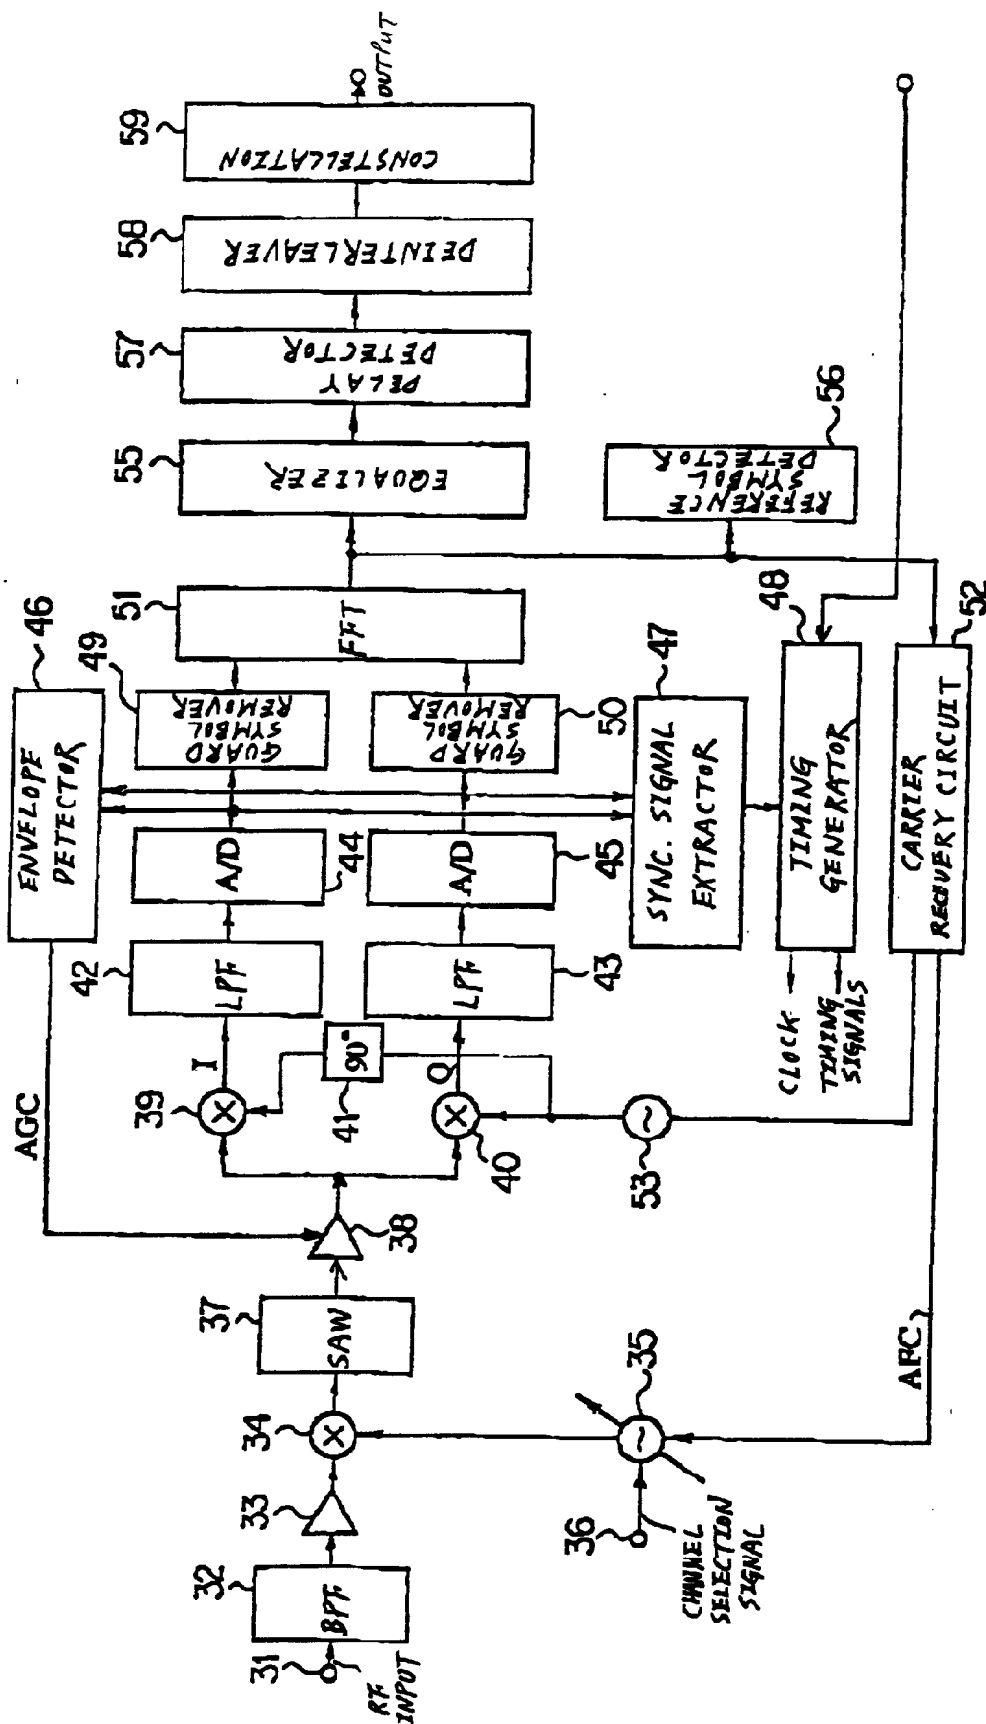 31
RF
INPUT
32
BPF
33
34
35
36
CHANNEL
SELECTION
SIGNAL
37
SAW
38
AGC
39
40
41
90°
I
Q
42
LPF
43
LPF
44
A/D
45
A/D
46
ENVELOPE
DETECTOR
47
SYNC. SIGNAL
EXTRACTOR
48
TIMING
GENERATOR
CLOCK
TIMING
SIGNALS
49
GUARD
SYMBOL
REMOVER
50
GUARD
SYMBOL
REMOVER
51
FFT
52
CARRIER
RECOVERY CIRCUIT
53
AFC
55
EQUALIZER
56
REFERENCE
SYMBOL
DETECTOR
57
DELAY
DETECTOR
58
DEINTERLEAVER
59
CONSTELLATION
OUTPUT